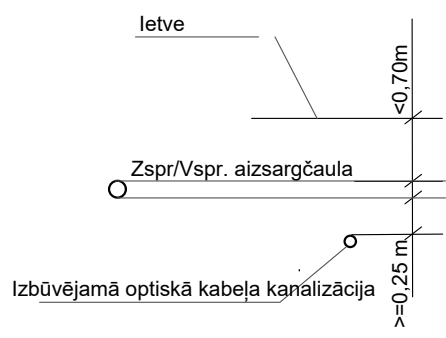 Ietve
<0,70m
Zspr/Vspr. aizsargčaula
Izbūvējamā optiskā kabeļa kanalizācija
>=0,25 m